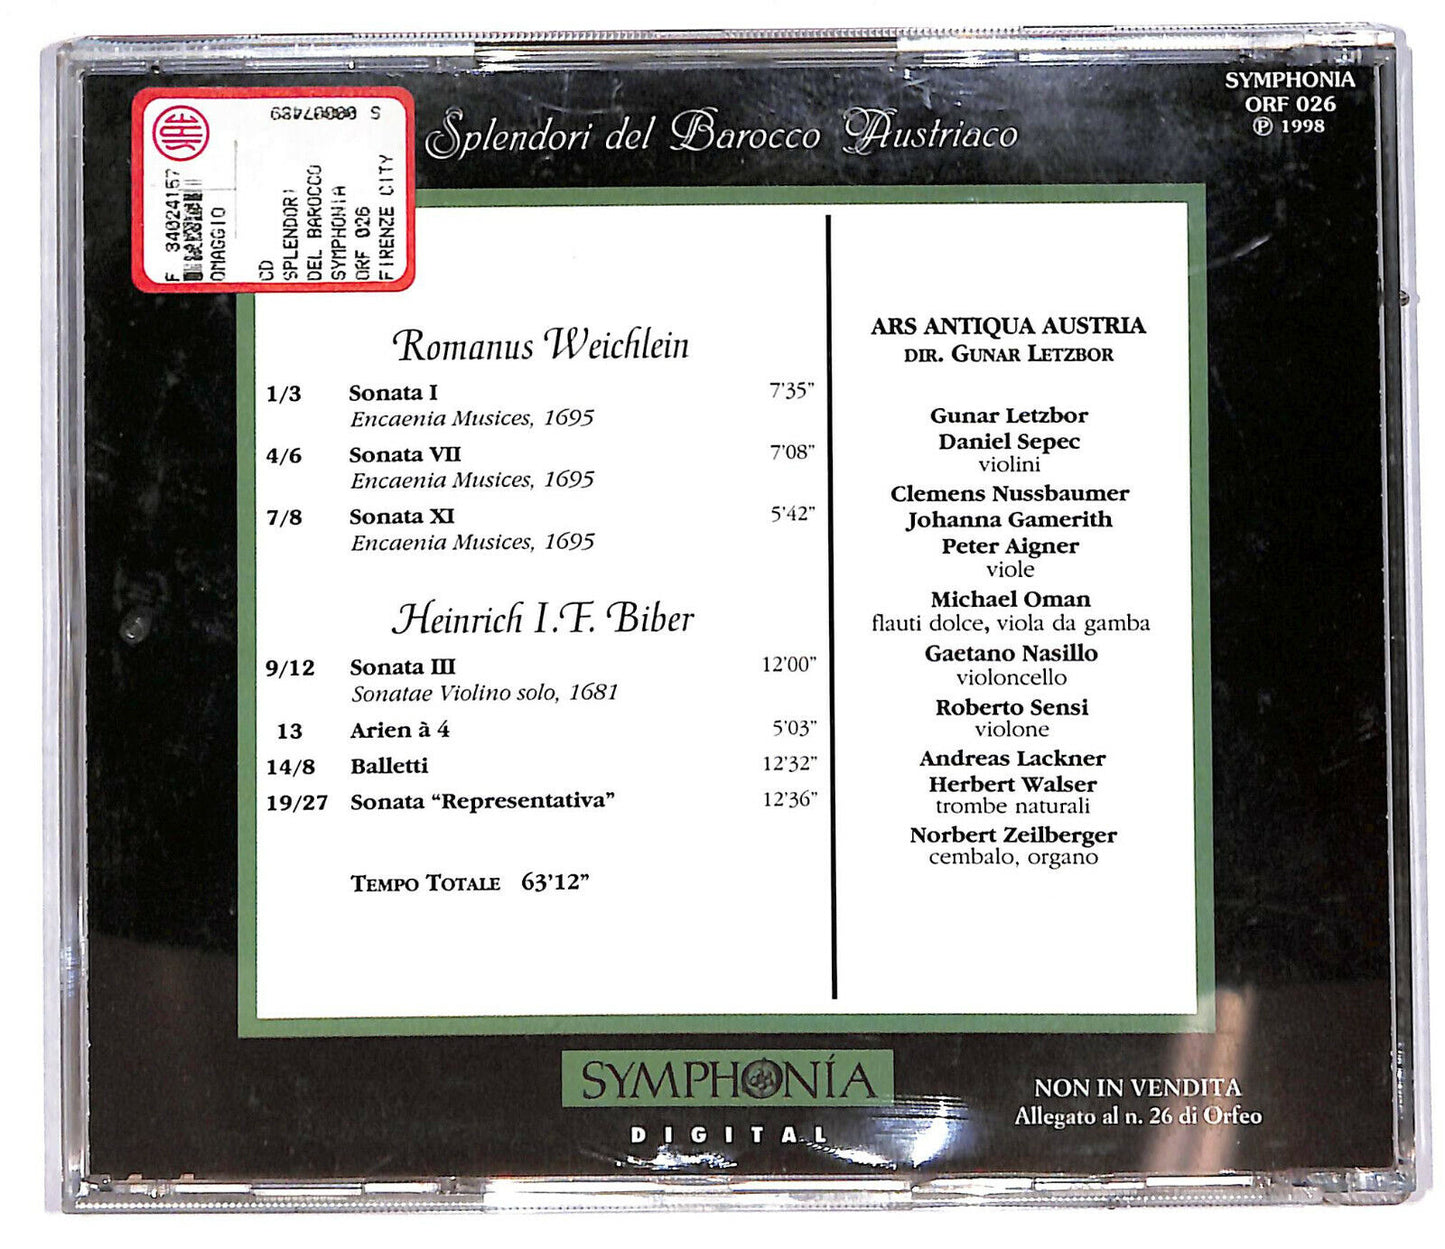 SYMPHONIA
ORF 026
℗ 1998
Splendori del Barocco Austriaco
S 000007489
F 34024157
OMAGGIO
CD
SPLENDORI
DEL BAROCCO
SYMPHONIA
ORF 026
FIRENZE CITY
Romanus Weichlein
1/3 Sonata I 7'35"
Encaenia Musices, 1695
4/6 Sonata VII 7'08"
Encaenia Musices, 1695
7/8 Sonata XI 5'42"
Encaenia Musices, 1695
Heinrich I.F. Biber
9/12 Sonata III 12'00"
Sonatae Violino solo, 1681
13 Arien à 4 5'03"
14/8 Balletti 12'32"
19/27 Sonata “Representativa” 12'36"
TEMPO TOTALE 63'12"
ARS ANTIQUA AUSTRIA
DIR. GUNAR LETZBOR
Gunar Letzbor
Daniel Sepec
violini
Clemens Nussbaumer
Johanna Gamerith
Peter Aigner
viole
Michael Oman
flauti dolce, viola da gamba
Gaetano Nasillo
violoncello
Roberto Sensi
violone
Andreas Lackner
Herbert Walser
trombe naturali
Norbert Zeilberger
cembalo, organo
SYMPHONÍA
DIGITAL
NON IN VENDITA
Allegato al n. 26 di Orfeo